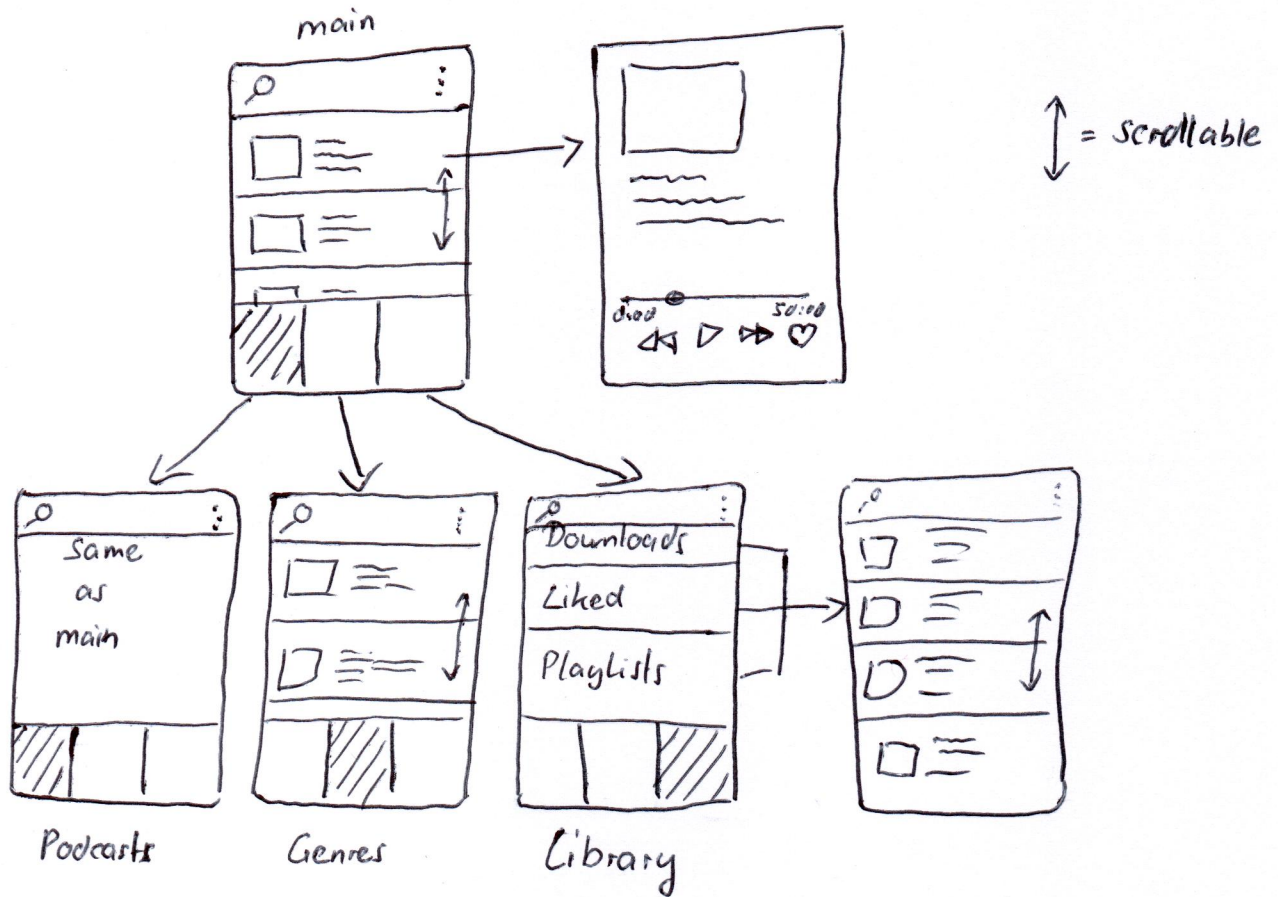 main
= scrollable
0:00
50:00
Same
as
main
Downloads
Liked
Playlists
Podcasts
Genres
Library